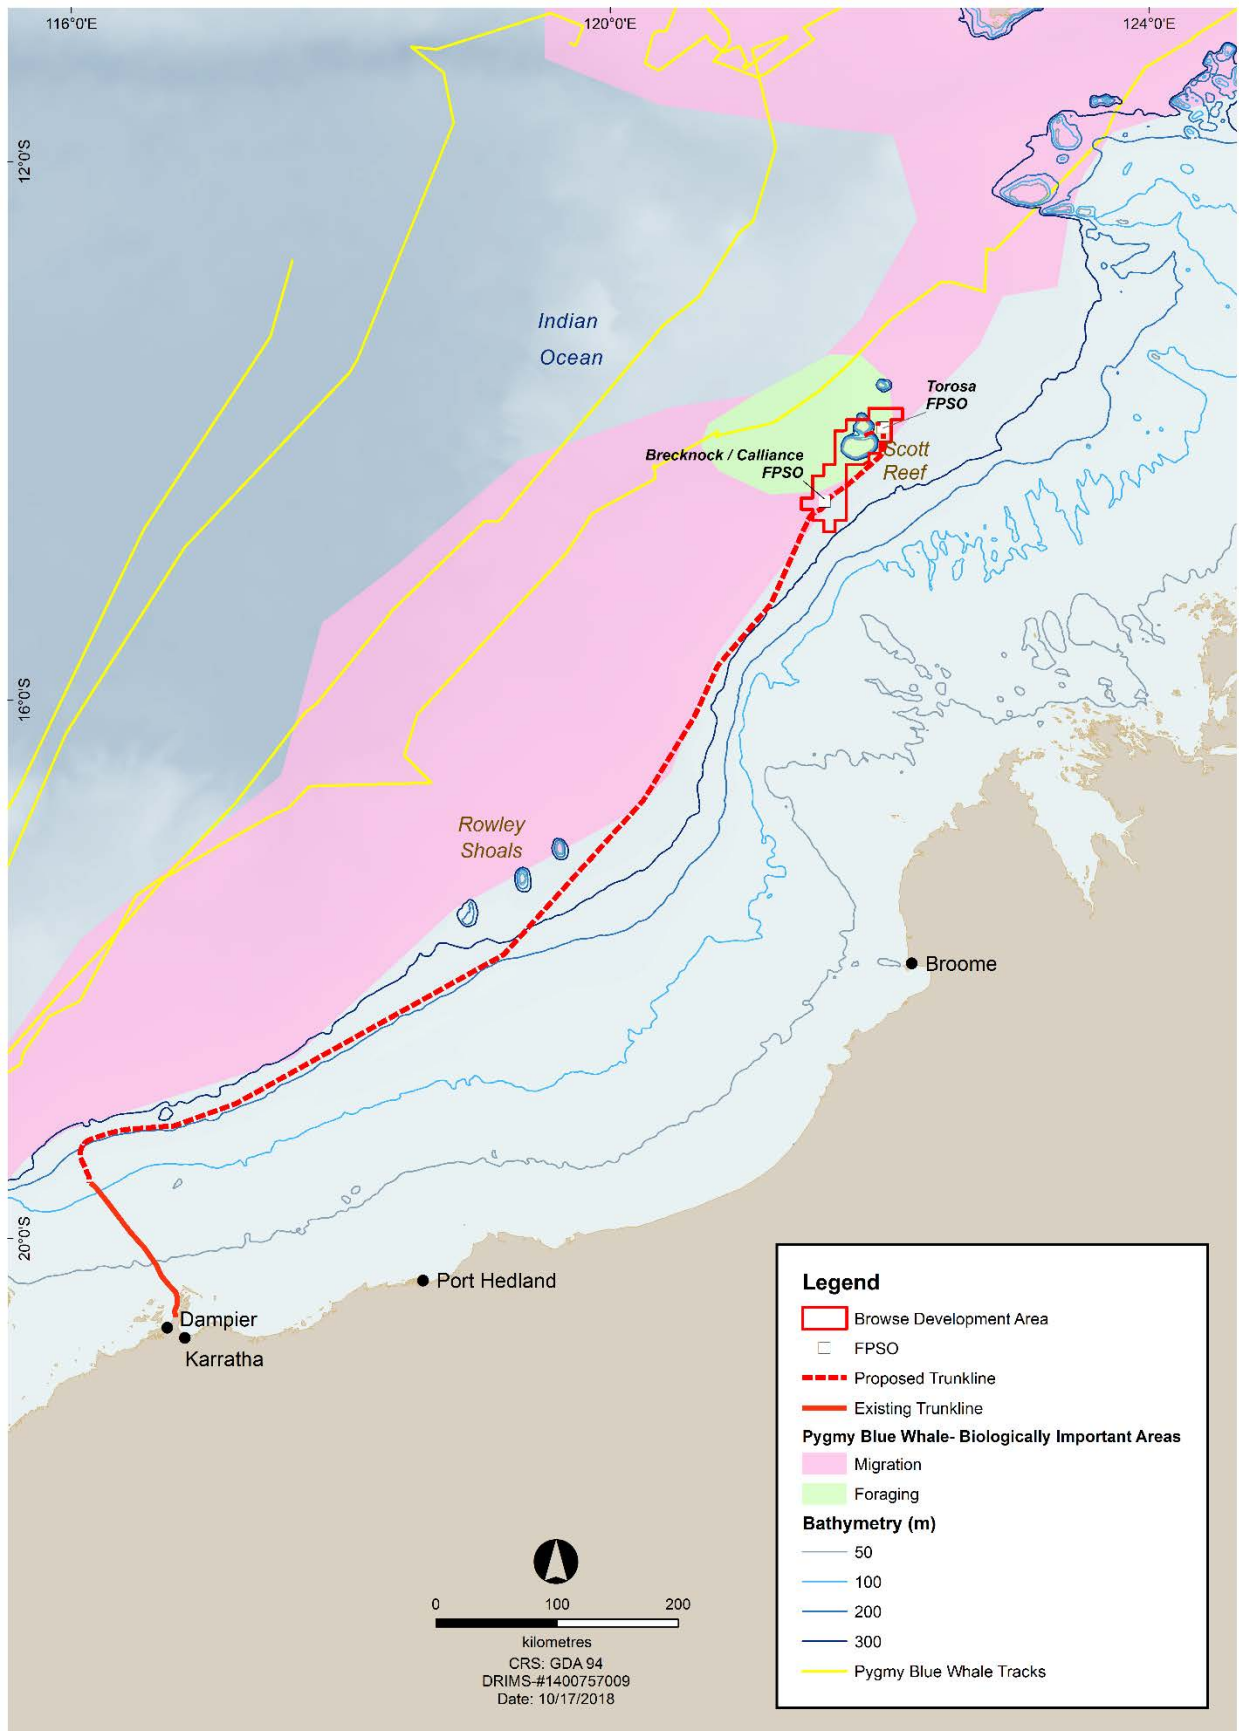 116°0'E
120°0'E
124°0'E
12°0'S
16°0'S
20°0'S
Indian
Ocean
Torosa
FPSO
Brecknock / Calliance
FPSO
Scott
Reef
Rowley
Shoals
Broome
Port Hedland
Dampier
Karratha
Legend
Browse Development Area
FPSO
Proposed Trunkline
Existing Trunkline
Pygmy Blue Whale- Biologically Important Areas
Migration
Foraging
Bathymetry (m)
50
100
200
300
Pygmy Blue Whale Tracks
0 100 200
kilometres
CRS: GDA 94
DRIMS-#1400757009
Date: 10/17/2018